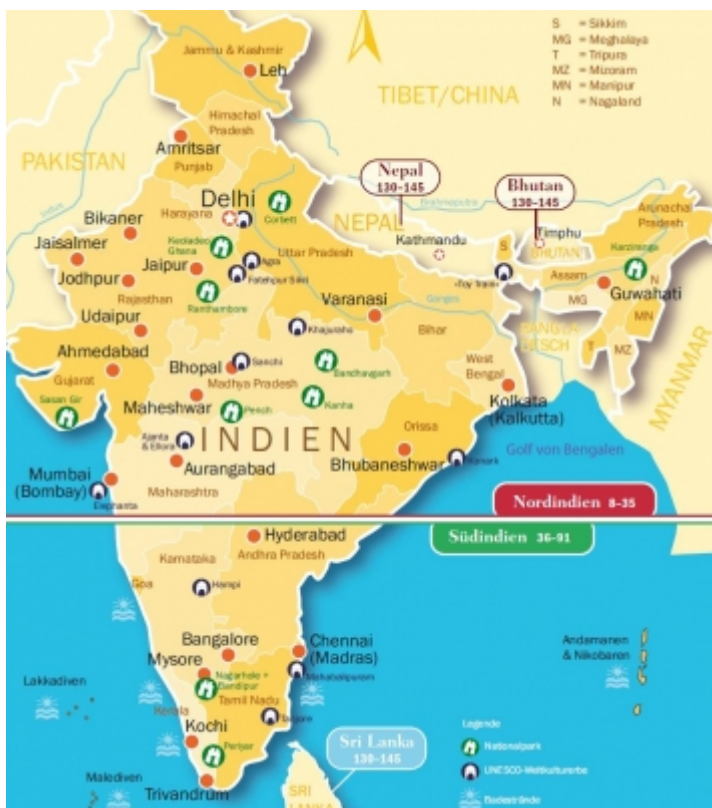 Jammu & Kashmir
Leh
S = Sikkim
MG = Meghalaya
T = Tripura
MZ = Mizoram
MN = Manipur
N = Nagaland
TIBET/CHINA
Himachal
Pradesh
Amritsar
Punjab
PAKISTAN
Indus
Delhi
Harayana
Corbett
Nepal
130-145
Bhutan
130-145
NEPAL
Brahmaputra
Kathmandu
Timphu
BHUTAN
Arunachal
Pradesh
Kaziranga
Bikaner
Jaisalmer
Keoladeo
Ghana
Uttar Pradesh
Jaipur
Agra
Fatehpur Sikri
Jodhpur
Rajasthan
Ranthambore
S
«Toy Train»
Assam
Guwahati
N
MG
MN
Varanasi
Ganges
Udaipur
Khajuraho
Bihar
BANGLA
DESCH
T
MZ
MYANMAR
Ahmedabad
Gujarat
Bhopal
Sanchi
Madhya Pradesh
Bandhavgarh
West
Bengal
Sasan Gir
Maheshwar
Pench
Kanha
Kolkata
(Kalkutta)
Ajanta
& Ellora
INDIEN
Orissa
Golf von Bengalen
Aurangabad
Bhubaneshwar
Konark
Mumbai
(Bombay)
Elephanta
Maharashtra
Nordindien 8-35
Südindien 36-91
Hyderabad
Andhra Pradesh
Karnataka
Goa
Hampi
Bangalore
Mysore
Chennai
(Madras)
Mahabalipuram
Andamanen
& Nikobaren
Nagarhole +
Bandipur
Lakkadiven
Tamil Nadu
Kerala
Tanjore
Kochi
Periyar
Trivandrum
Malediven
Sri Lanka
130-145
SRI
LANKA
Legende
Nationalpark
UNESCO-Weltkulturerbe
Badestrände